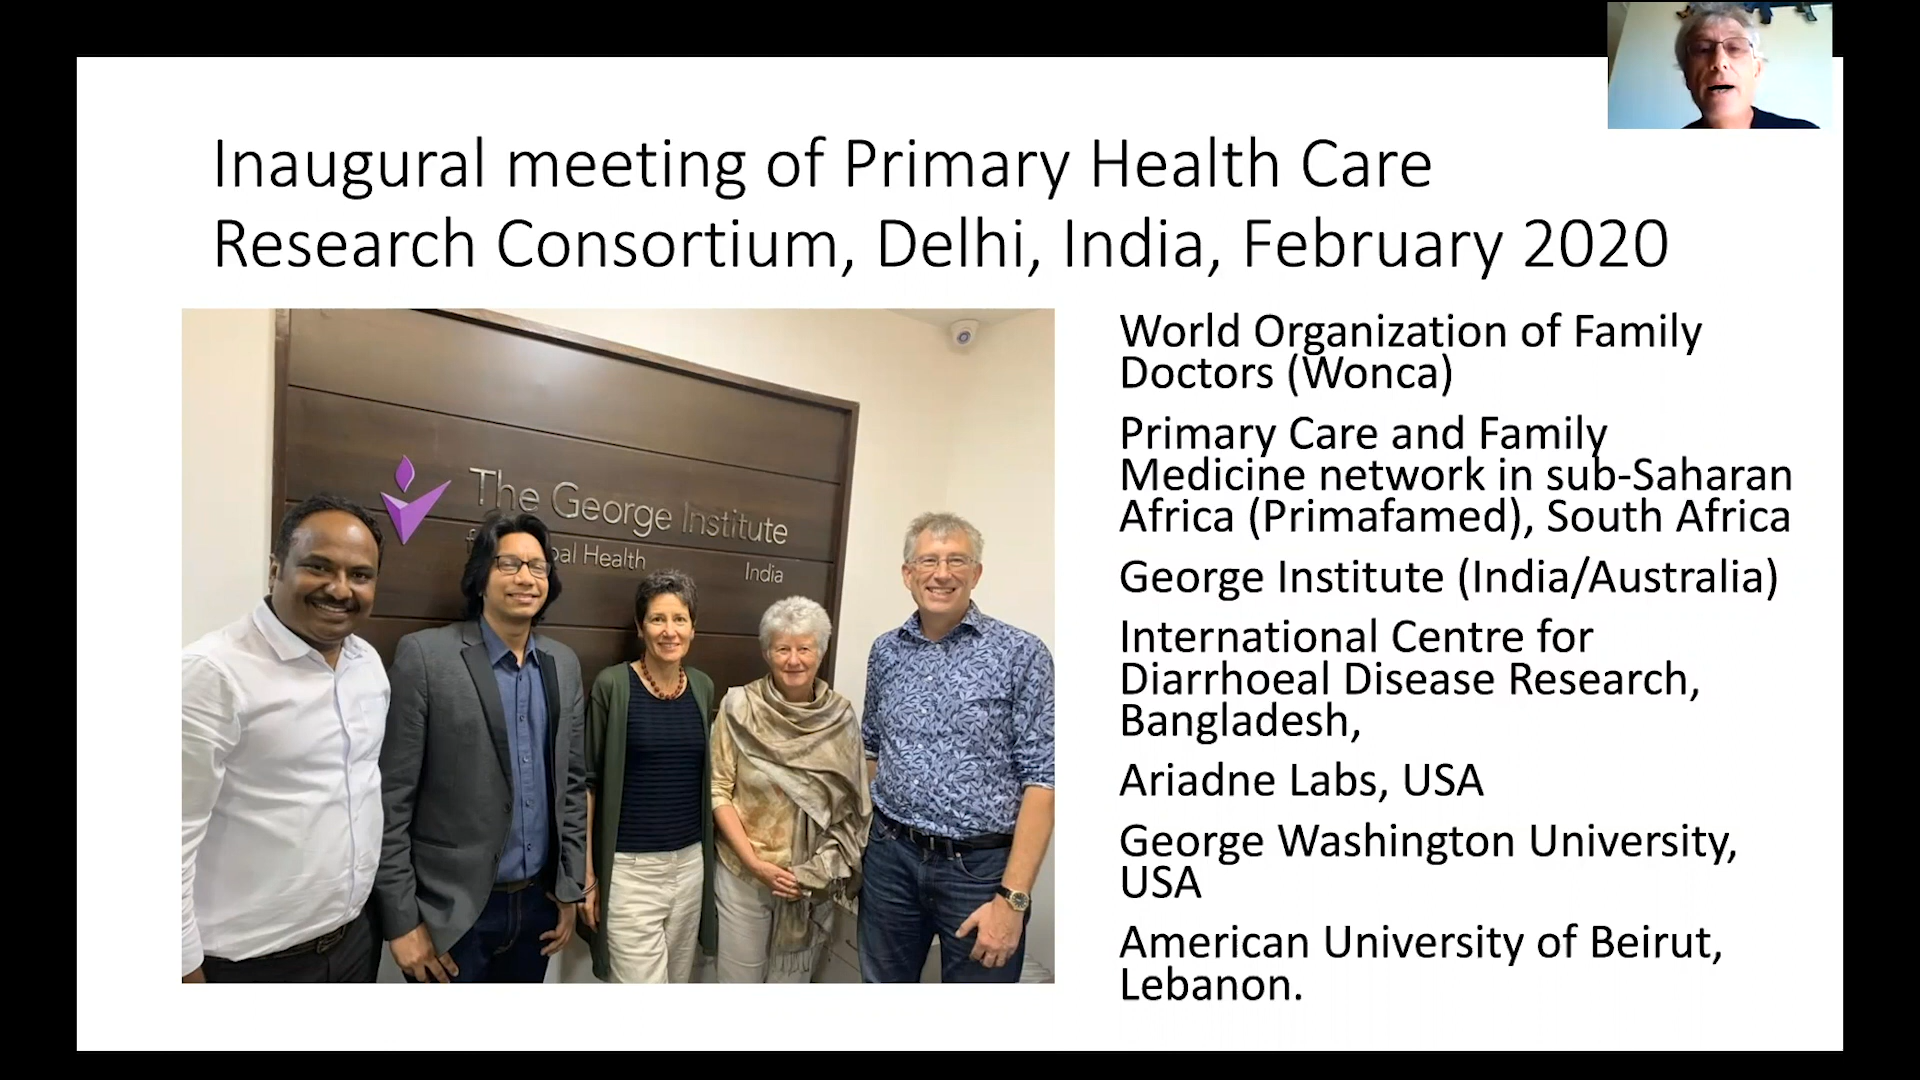 Inaugural meeting of Primary Health Care
Research Consortium, Delhi, India, February 2020
The George Institute
bal Health
India
World Organization of Family
Doctors (Wonca)
Primary Care and Family
Medicine network in sub-Saharan
Africa (Primafamed), South Africa
George Institute (India/Australia)
International Centre for
Diarrhoeal Disease Research,
Bangladesh,
Ariadne Labs, USA
George Washington University,
USA
American University of Beirut,
Lebanon.